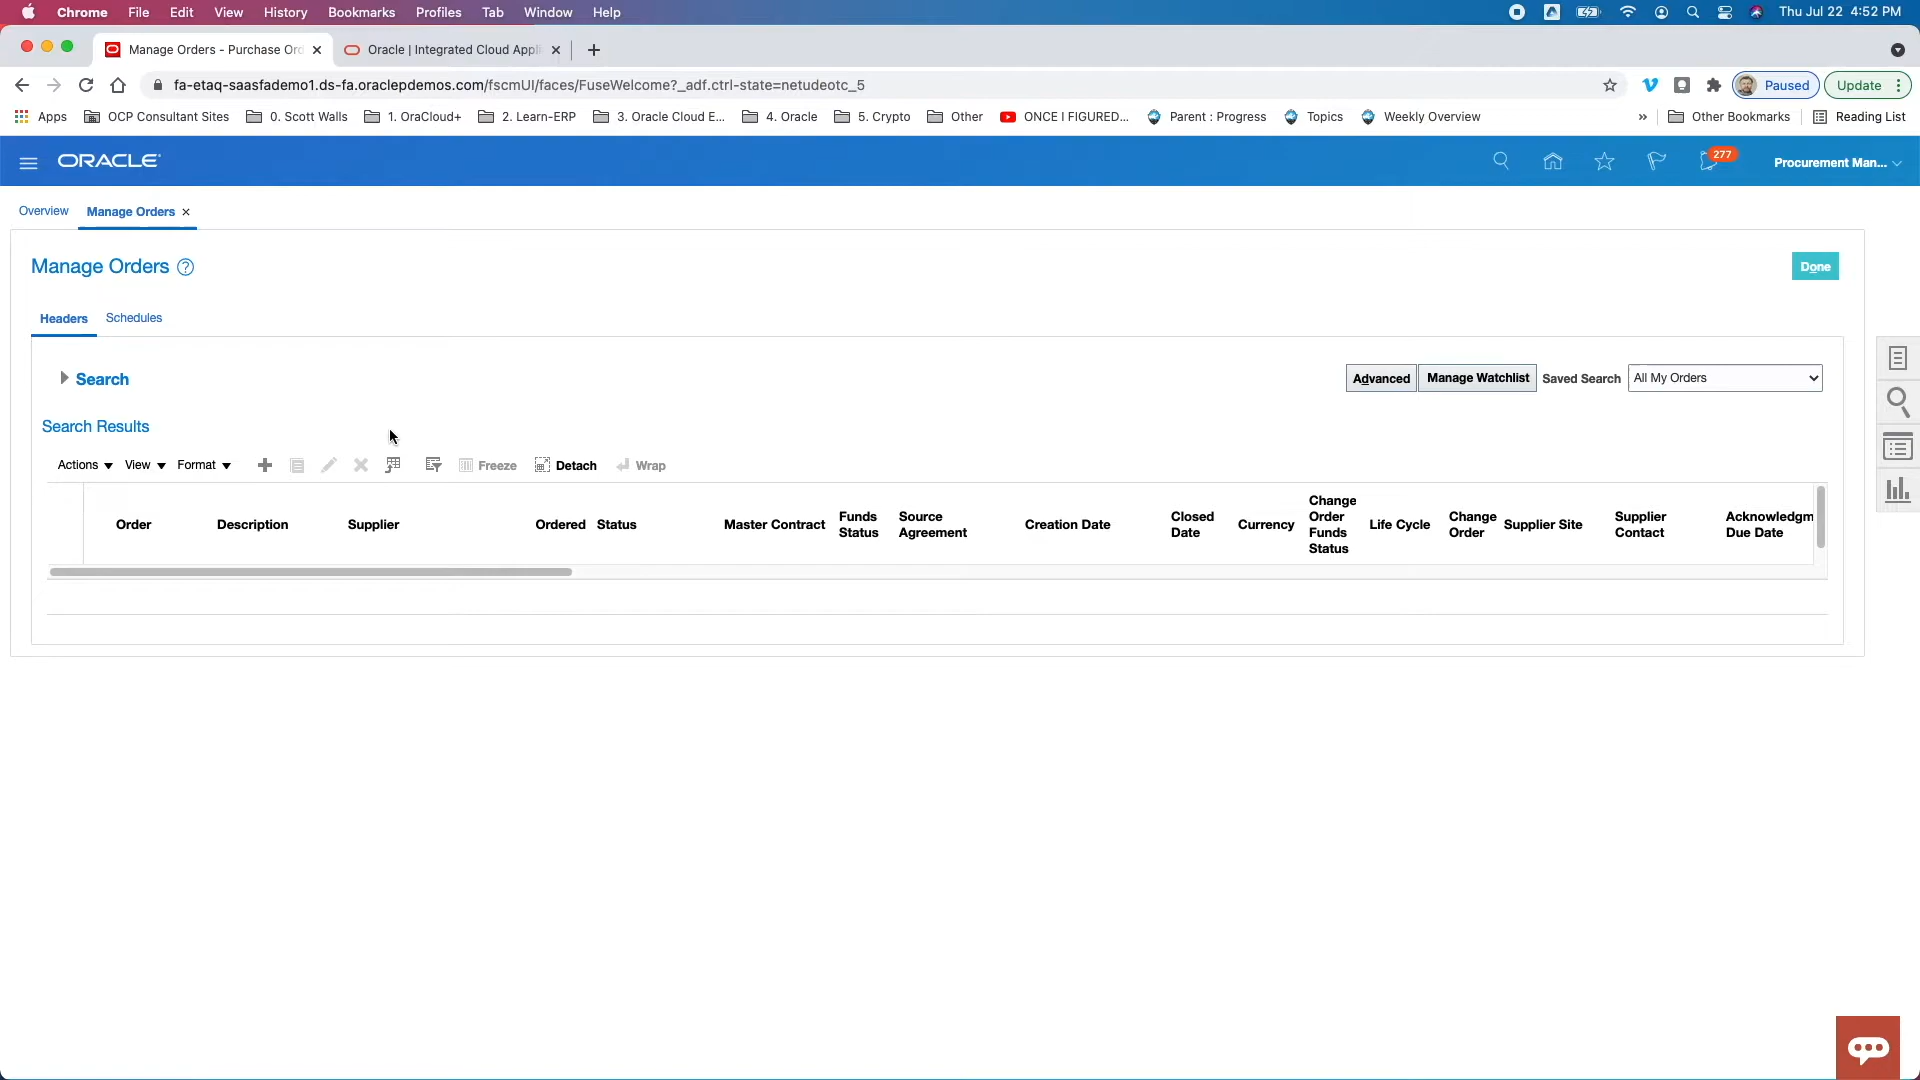 Chrome File Edit View History Bookmarks Profiles Tab Window Help Thu Jul 22 4:52 PM
Manage Orders - Purchase Ord Oracle | Integrated Cloud Appli
fa-etaq-saasfademo1.ds-fa.oraclepdemos.com/fscmUI/faces/FuseWelcome?_adf.ctrl-state=netudeotc_5 Paused Update
Apps OCP Consultant Sites 0. Scott Walls 1. OraCloud+ 2. Learn-ERP 3. Oracle Cloud E... 4. Oracle 5. Crypto Other ONCE I FIGURED... Parent : Progress Topics Weekly Overview » Other Bookmarks Reading List
ORACLE 277 Procurement Man...
Overview Manage Orders
Manage Orders Done
Headers Schedules
Search Advanced Manage Watchlist Saved Search All My Orders
Search Results
Actions View Format Freeze Detach Wrap
Order Description Supplier Ordered Status Master Contract Funds Status Source Agreement Creation Date Closed Date Currency Change Order Funds Status Life Cycle Change Order Supplier Site Supplier Contact Acknowledgm Due Date